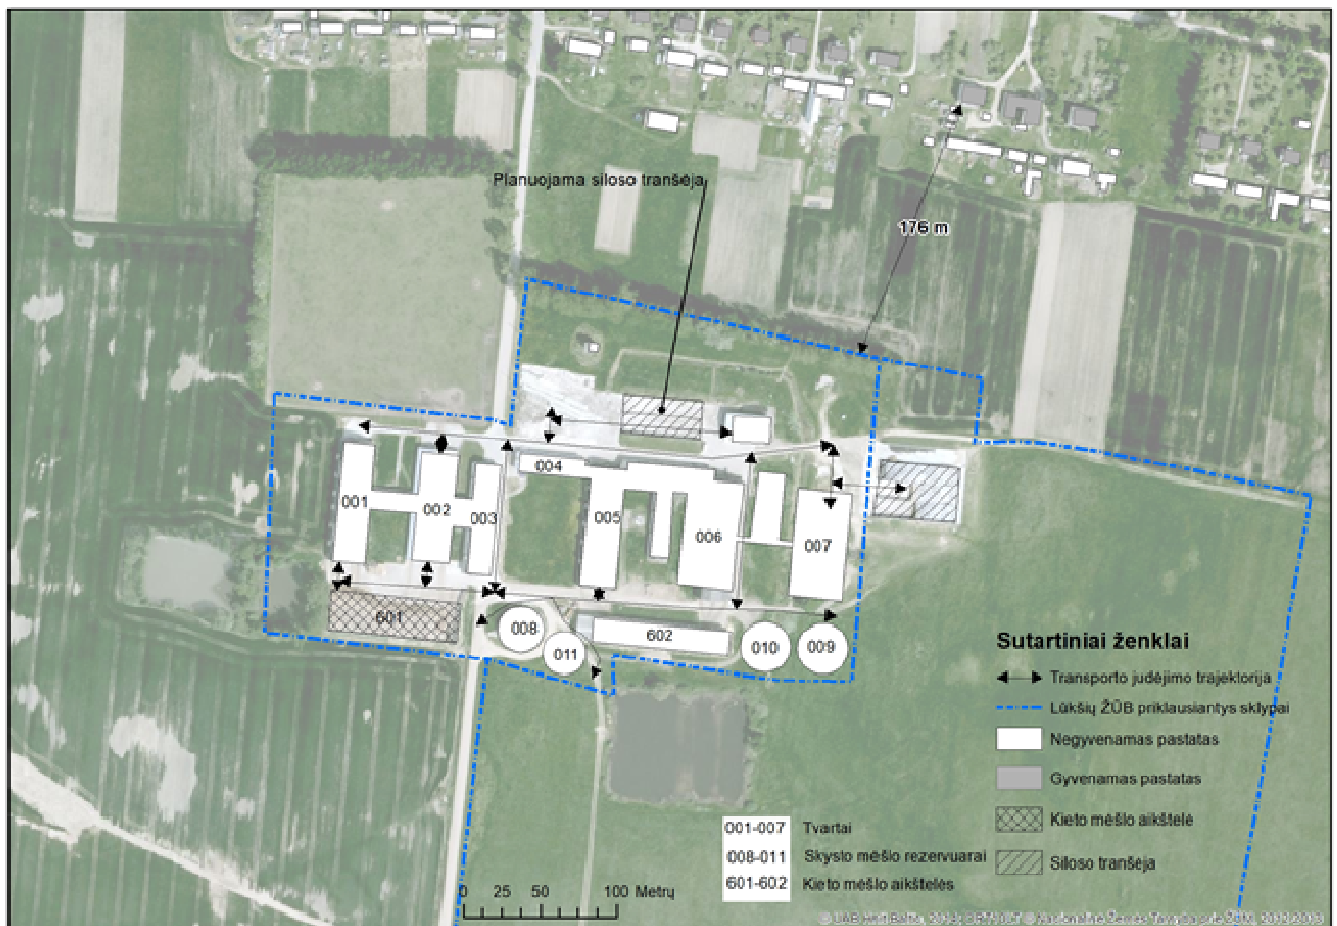 Planuojama siloso tranšėja
176 m
004
001
002
003
005
006
007
601
008
011
602
010
009
Sutartiniai ženklai
Transporto judėjimo trajektorija
Lūkšių ŽŪB priklausiantys sklypai
Negyvenamas pastatas
Gyvenamas pastatas
Kieto mėšlo aikštelė
Siloso tranšėja
001-007 Tvartai
008-011 Skysto mėšlo rezervuarai
601-602 Kieto mėšlo aikštelės
0 25 50 100 Metrų